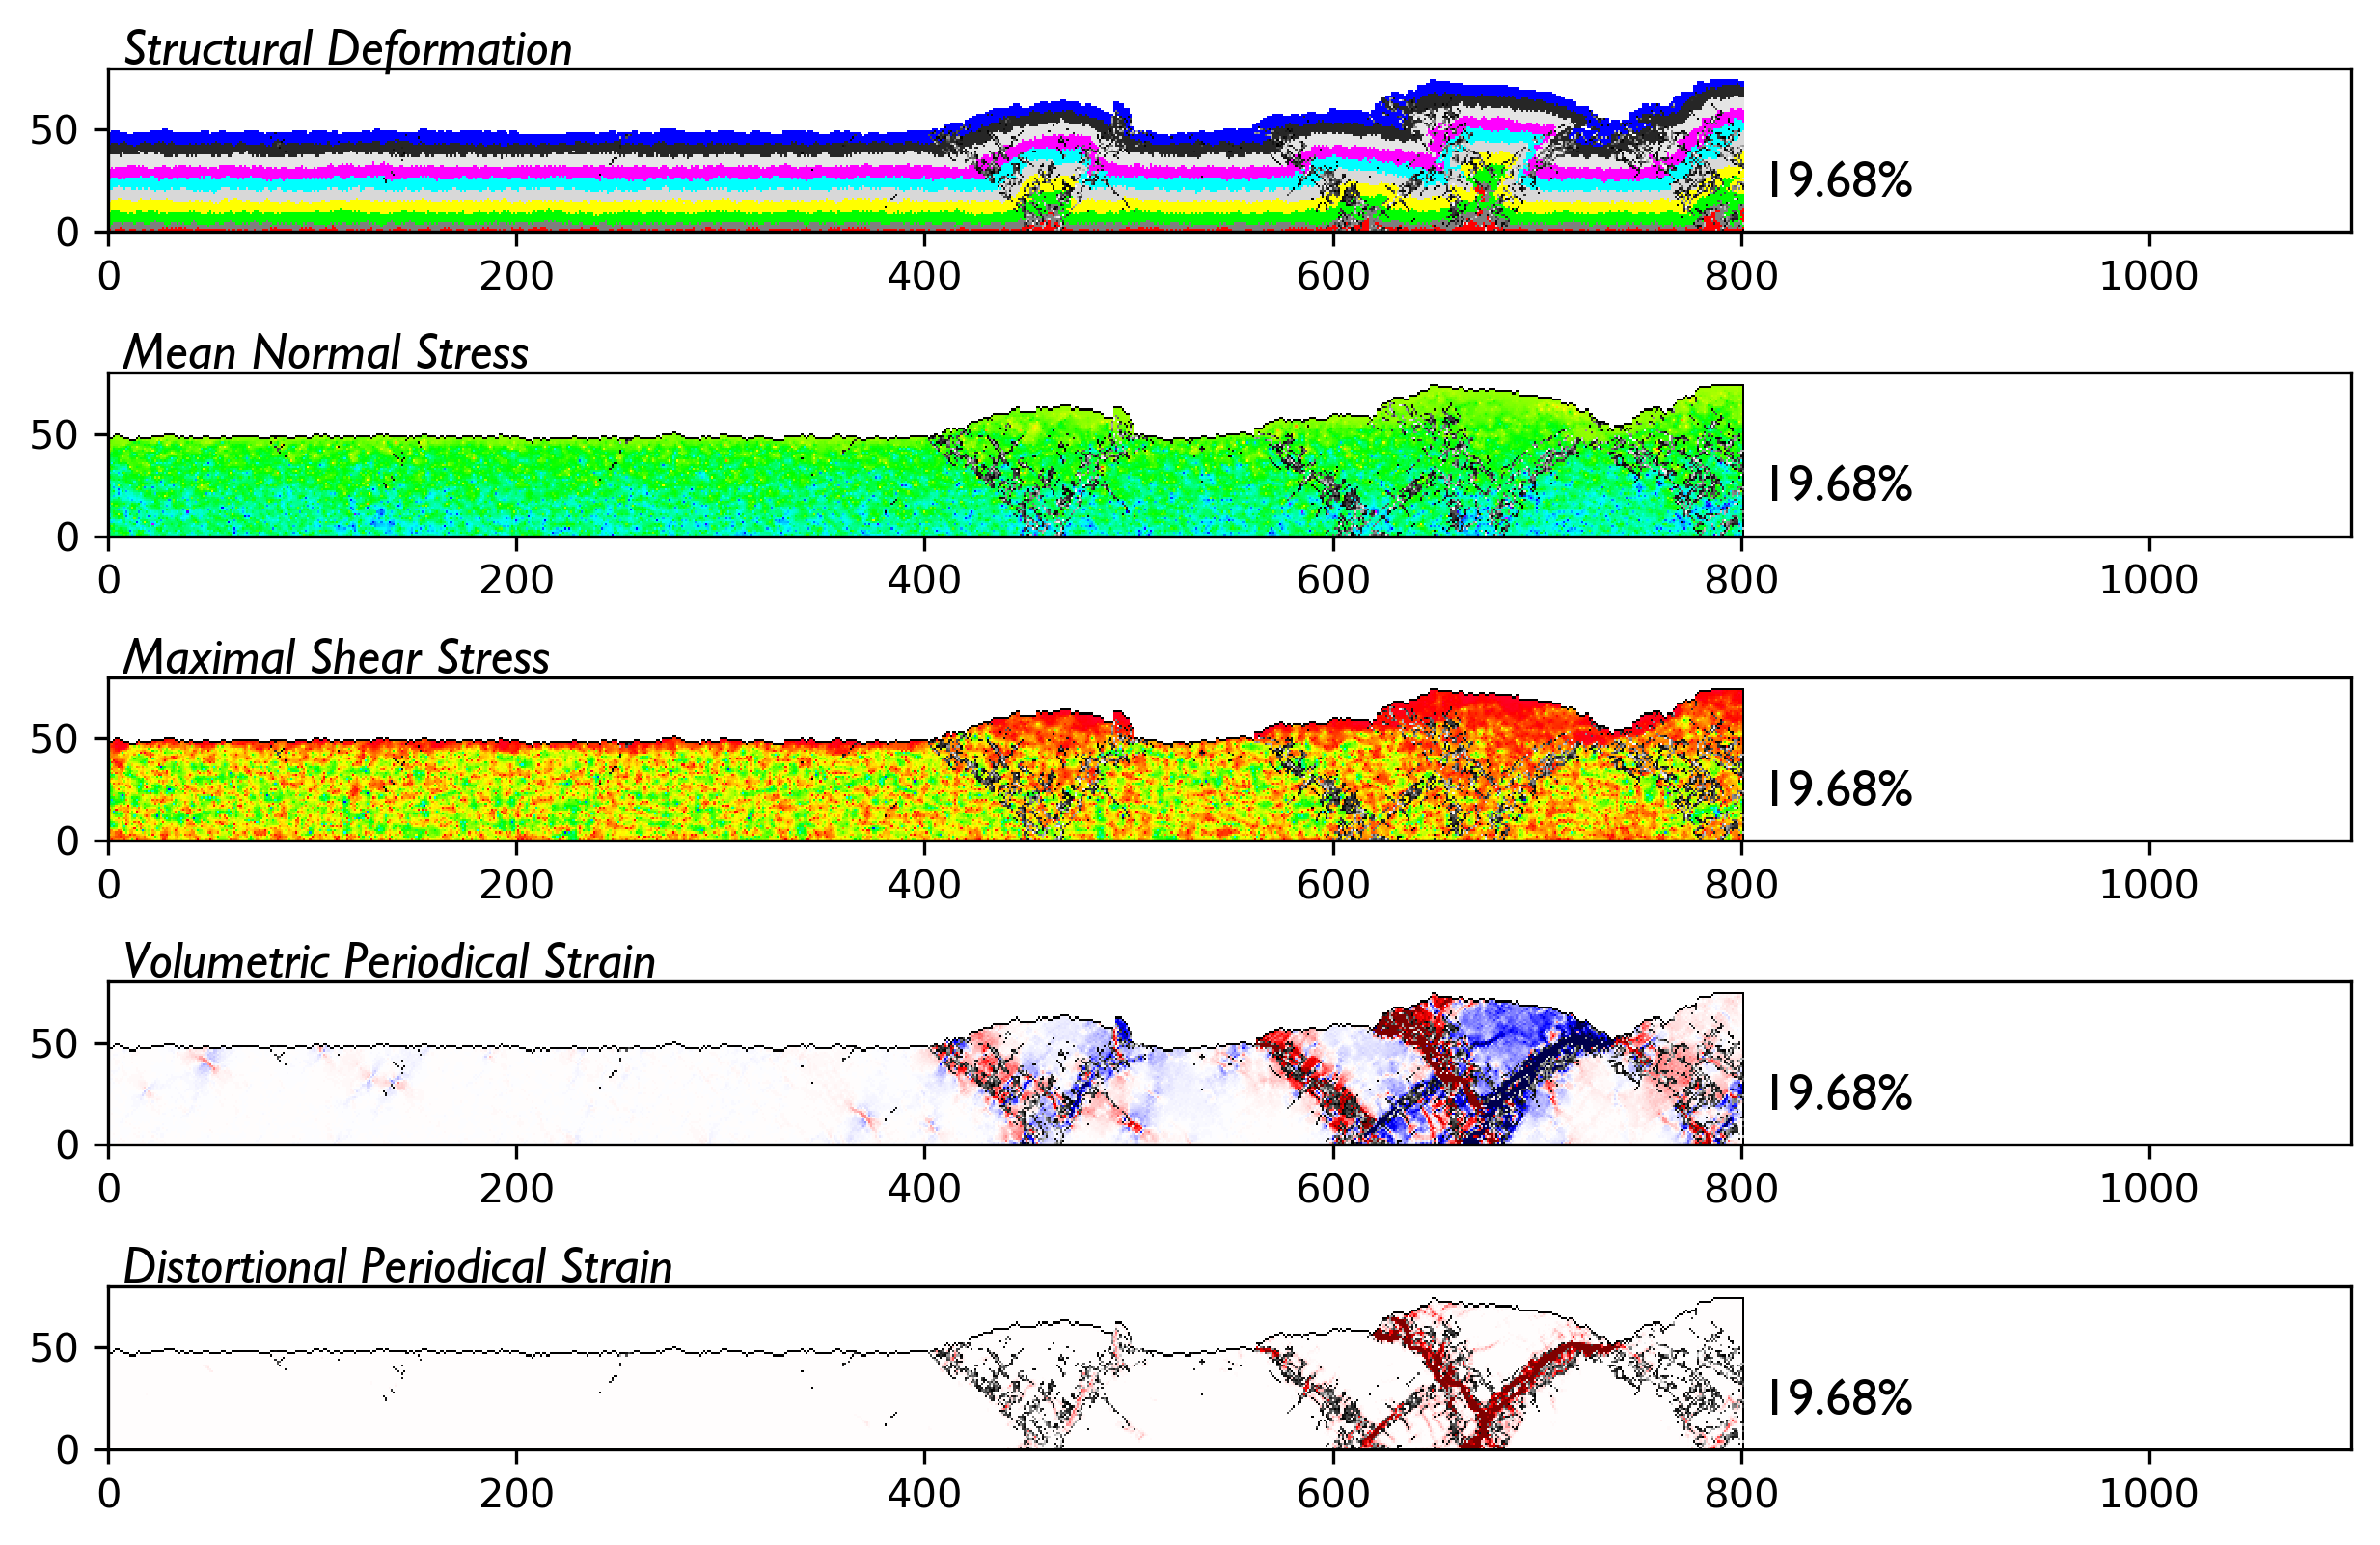 Structural Deformation
50
0
19.68%
0 200 400 600 800 1000
Mean Normal Stress
50
0
19.68%
0 200 400 600 800 1000
Maximal Shear Stress
50
0
19.68%
0 200 400 600 800 1000
Volumetric Periodical Strain
50
0
19.68%
0 200 400 600 800 1000
Distortional Periodical Strain
50
0
19.68%
0 200 400 600 800 1000